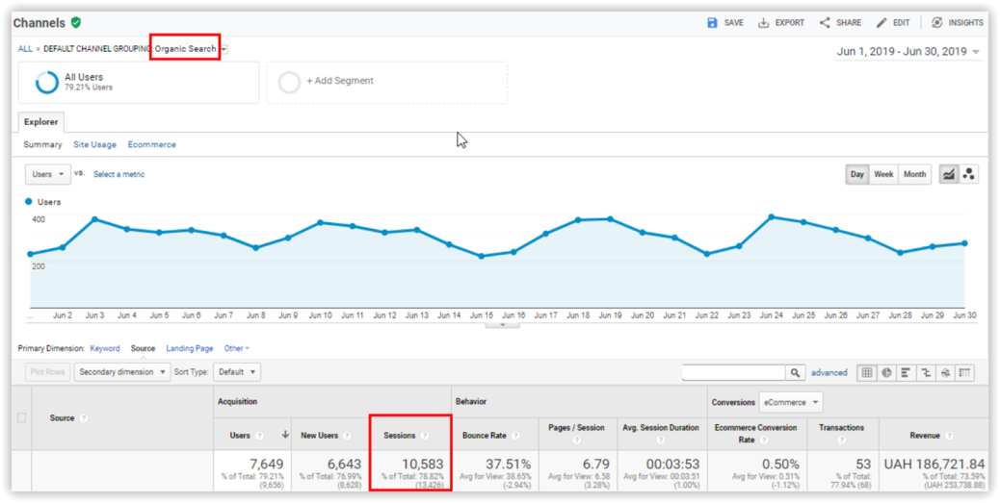 Channels
SAVE EXPORT SHARE EDIT INSIGHTS
ALL » DEFAULT CHANNEL GROUPING Organic Search
Jun 1, 2019 - Jun 30, 2019
All Users
79.21% Users
+ Add Segment
Explorer
Summary Site Usage Ecommerce
Users VS. Select a metric
Day Week Month
Users
400
200
... Jun 2 Jun 3 Jun 4 Jun 5 Jun 6 Jun 7 Jun 8 Jun 9 Jun 10 Jun 11 Jun 12 Jun 13 Jun 14 Jun 15 Jun 16 Jun 17 Jun 18 Jun 19 Jun 20 Jun 21 Jun 22 Jun 23 Jun 24 Jun 25 Jun 26 Jun 27 Jun 28 Jun 29 Jun 30
Primary Dimension: Keyword Source Landing Page Other
Plot Rows Secondary dimension Sort Type: Default advanced
Acquisition Behavior Conversions eCommerce
Source ? Users ? New Users ? Sessions ? Bounce Rate ? Pages / Session ? Avg. Session Duration ? Ecommerce Conversion Rate ? Transactions ? Revenue ?
7,649 6,643 10,583 37.51% 6.79 00:03:53 0.50% 53 UAH 186,721.84
% of Total: 79.21% (9,656) % of Total: 76.99% (8,628) % of Total: 78.82% (13,426) Avg for View: 38.65% (-2.94%) Avg for View: 6.58 (3.28%) Avg for View: 00:03:51 (1.00%) Avg for View: 0.51% (-1.12%) % of Total: 77.94% (68) % of Total: 73.59% (UAH 253,738.88)